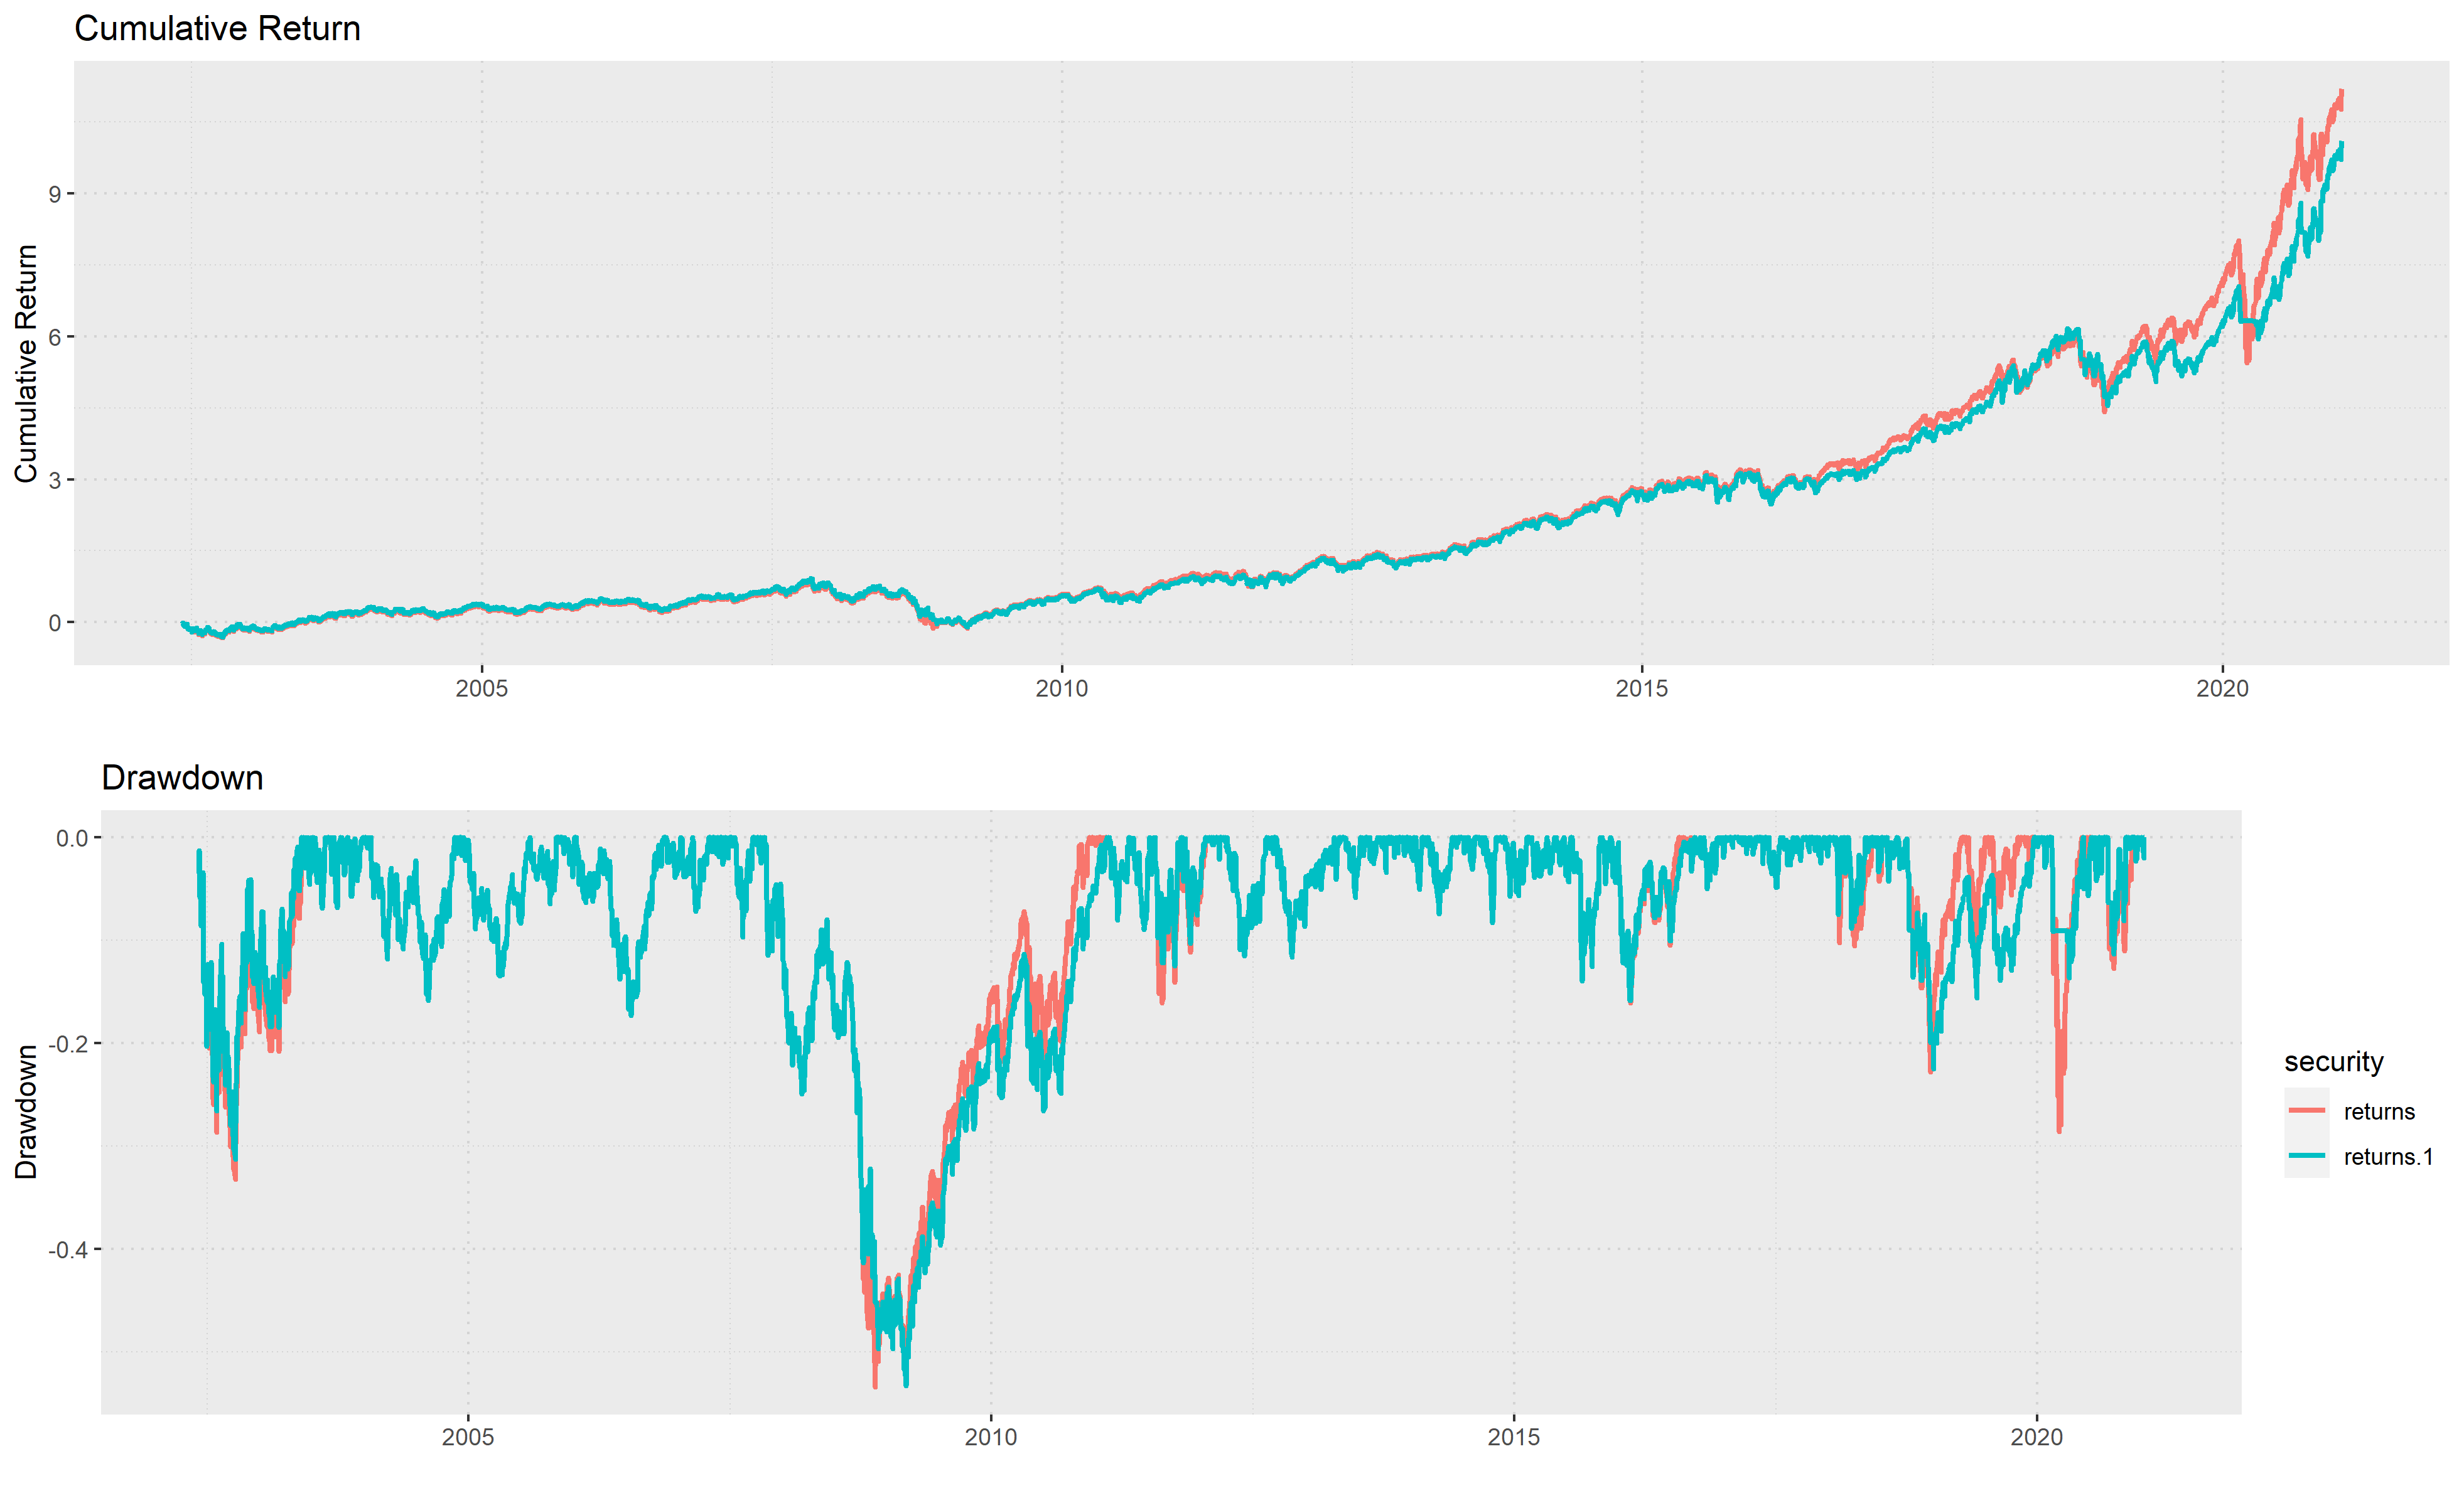 Cumulative Return
Cumulative Return
9
6
3
0
2005 2010 2015 2020
Drawdown
Drawdown
0.0
-0.2
-0.4
2005 2010 2015 2020
security
returns
returns.1